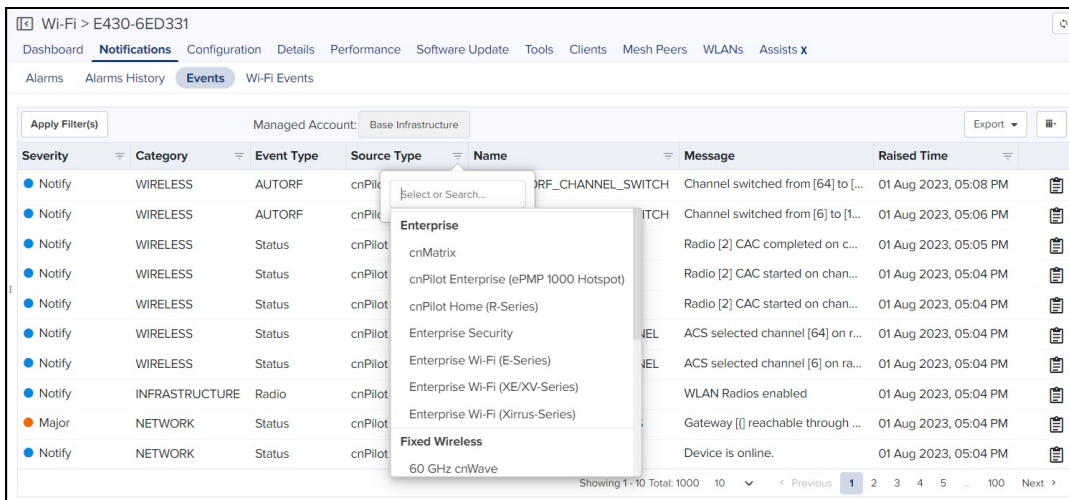 Wi-Fi > E430-6ED331
Dashboard Notifications Configuration Details Performance Software Update Tools Clients Mesh Peers WLANs Assists X
Alarms Alarms History Events Wi-Fi Events
Apply Filter(s) Managed Account: Base Infrastructure Export
Severity Category Event Type Source Type Name Message Raised Time
Notify WIRELESS AUTORF cnPilo RF_CHANNEL_SWITCH Channel switched from [64] to [... 01 Aug 2023, 05:08 PM
Select or Search...
Notify WIRELESS AUTORF cnPilo ITCH Channel switched from [6] to [1... 01 Aug 2023, 05:06 PM
Enterprise
Notify WIRELESS Status cnPilot Radio [2] CAC completed on c... 01 Aug 2023, 05:05 PM
cnMatrix
Notify WIRELESS Status cnPilot Radio [2] CAC started on chan... 01 Aug 2023, 05:04 PM
cnPilot Enterprise (ePMP 1000 Hotspot)
Notify WIRELESS Status cnPilot Radio [2] CAC started on chan... 01 Aug 2023, 05:04 PM
cnPilot Home (R-Series)
Notify WIRELESS Status cnPilot NEL ACS selected channel [64] on r... 01 Aug 2023, 05:04 PM
Enterprise Security
Notify WIRELESS Status cnPilot NEL ACS selected channel [6] on ra... 01 Aug 2023, 05:04 PM
Enterprise Wi-Fi (E-Series)
Notify INFRASTRUCTURE Radio cnPilot WLAN Radios enabled 01 Aug 2023, 05:04 PM
Enterprise Wi-Fi (XE/XV-Series)
Major NETWORK Status cnPilot Gateway [(] reachable through ... 01 Aug 2023, 05:04 PM
Enterprise Wi-Fi (Xirrus-Series)
Notify NETWORK Status cnPilot Device is online. 01 Aug 2023, 05:04 PM
Fixed Wireless
60 GHz cnWave
Showing 1 - 10 Total: 1000 10 < Previous 1 2 3 4 5 ... 100 Next >